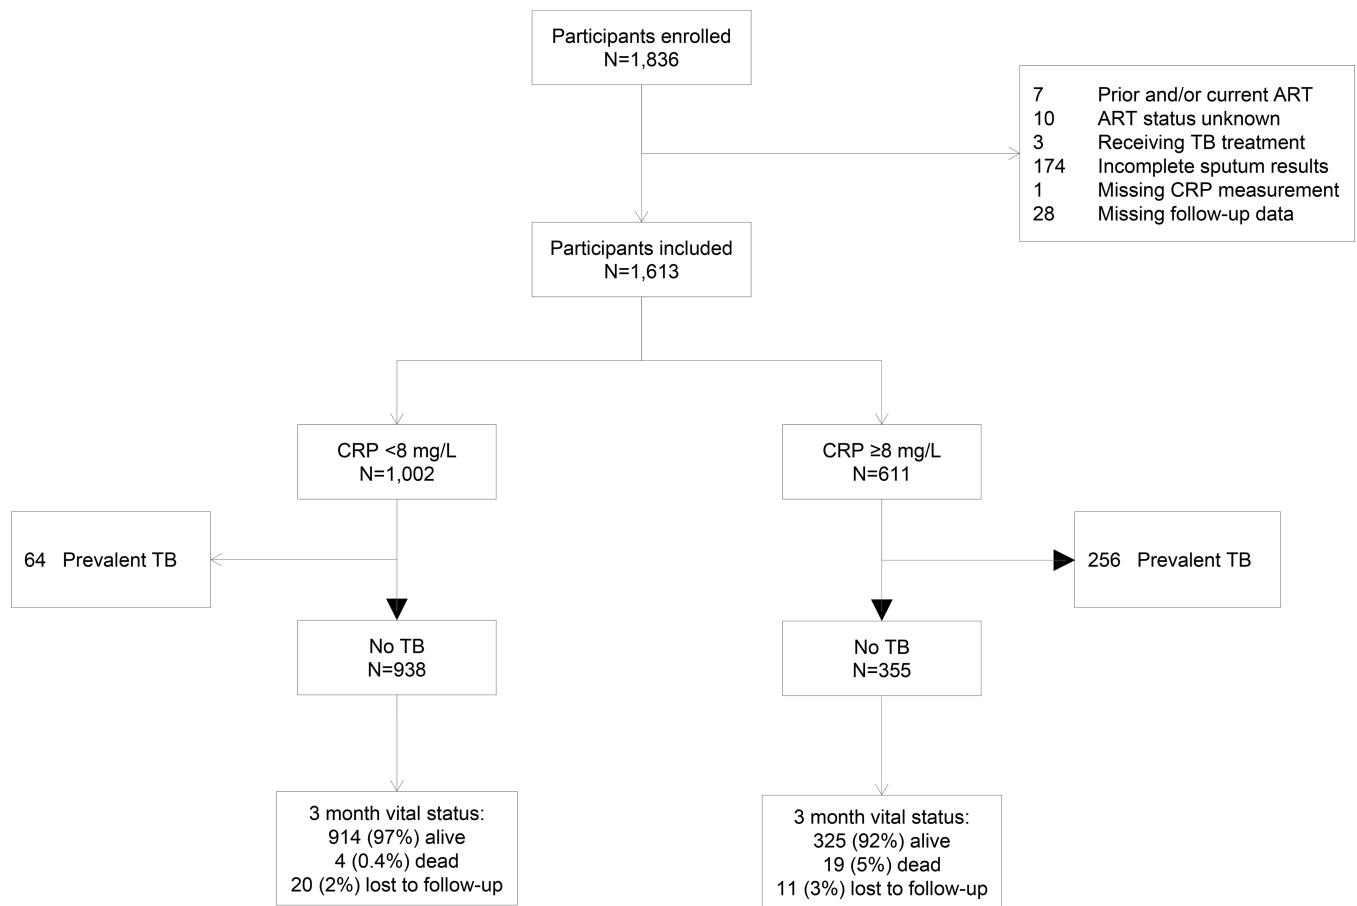 Participants enrolled
N=1,836
7 Prior and/or current ART
10 ART status unknown
3 Receiving TB treatment
174 Incomplete sputum results
1 Missing CRP measurement
28 Missing follow-up data
Participants included
N=1,613
CRP <8 mg/L
N=1,002
CRP ≥8 mg/L
N=611
64 Prevalent TB
256 Prevalent TB
No TB
N=938
No TB
N=355
3 month vital status:
914 (97%) alive
4 (0.4%) dead
20 (2%) lost to follow-up
3 month vital status:
325 (92%) alive
19 (5%) dead
11 (3%) lost to follow-up